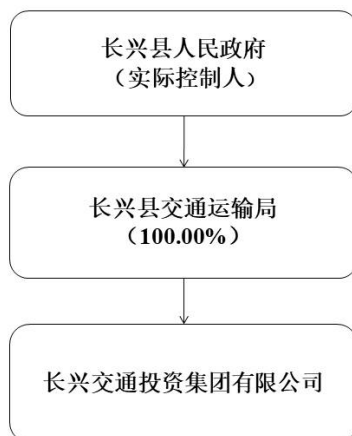 长兴县人民政府
（实际控制人）
长兴县交通运输局
（100.00%）
长兴交通投资集团有限公司